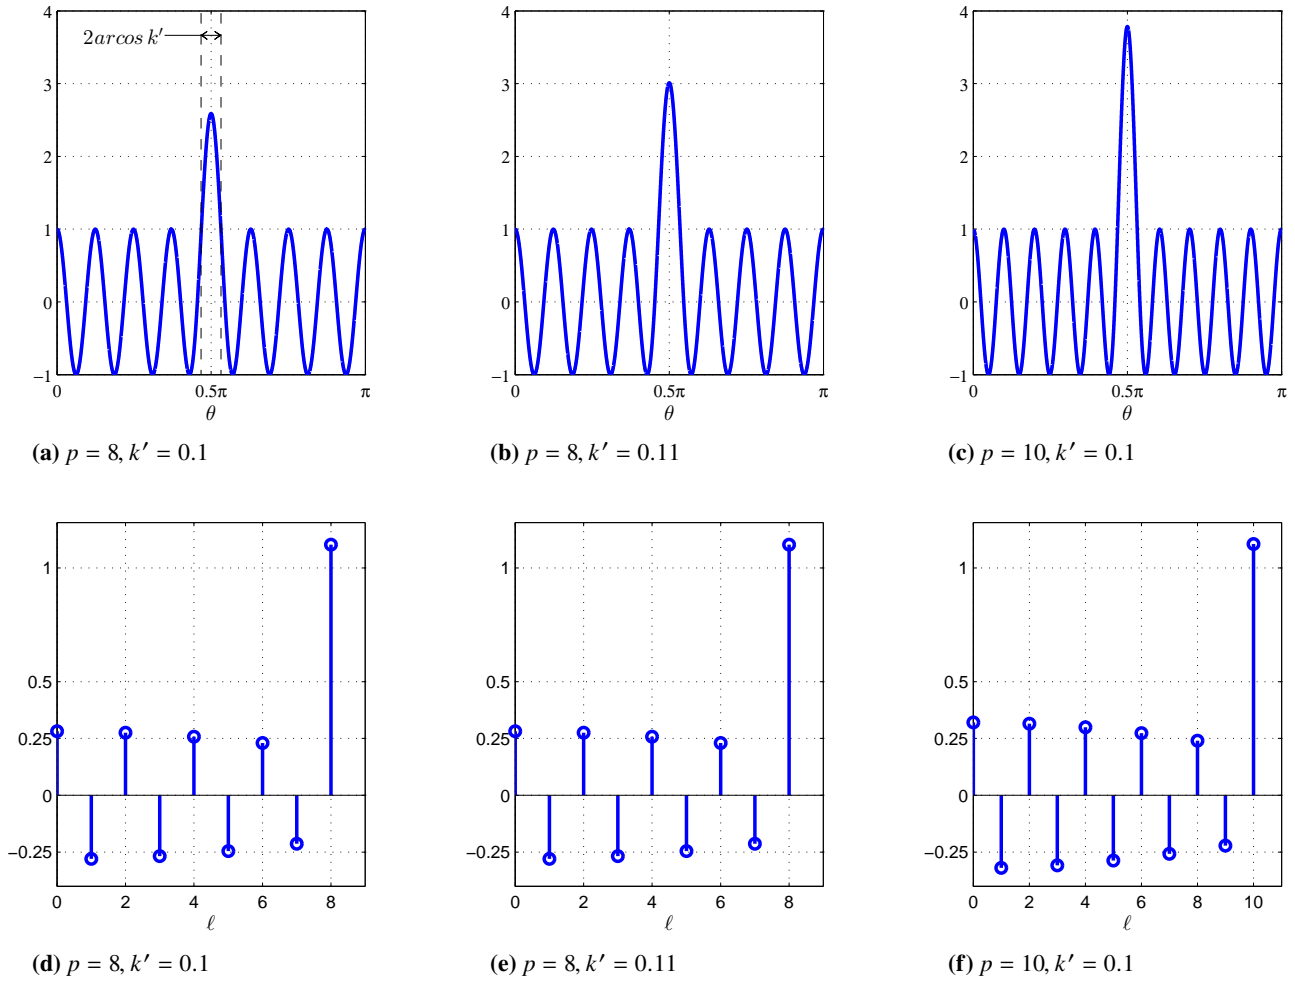 4
3
2
1
0
−1
2arcos k′
0
0.5π
π
θ
(a) p = 8, k′ = 0.1
4
3
2
1
0
−1
0
0.5π
π
θ
(b) p = 8, k′ = 0.11
4
3
2
1
0
−1
0
0.5π
π
θ
(c) p = 10, k′ = 0.1
1
0.5
0.25
0
−0.25
0 2 4 6 8
ℓ
(d) p = 8, k′ = 0.1
1
0.5
0.25
0
−0.25
0 2 4 6 8
ℓ
(e) p = 8, k′ = 0.11
1
0.5
0.25
0
−0.25
0 2 4 6 8 10
ℓ
(f) p = 10, k′ = 0.1